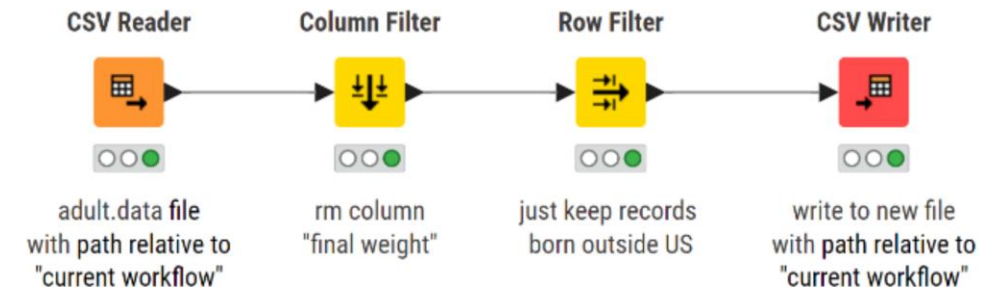 CSV Reader
Column Filter
Row Filter
CSV Writer
adult.data file
with path relative to
"current workflow"
rm column
"final weight"
just keep records
born outside US
write to new file
with path relative to
"current workflow"